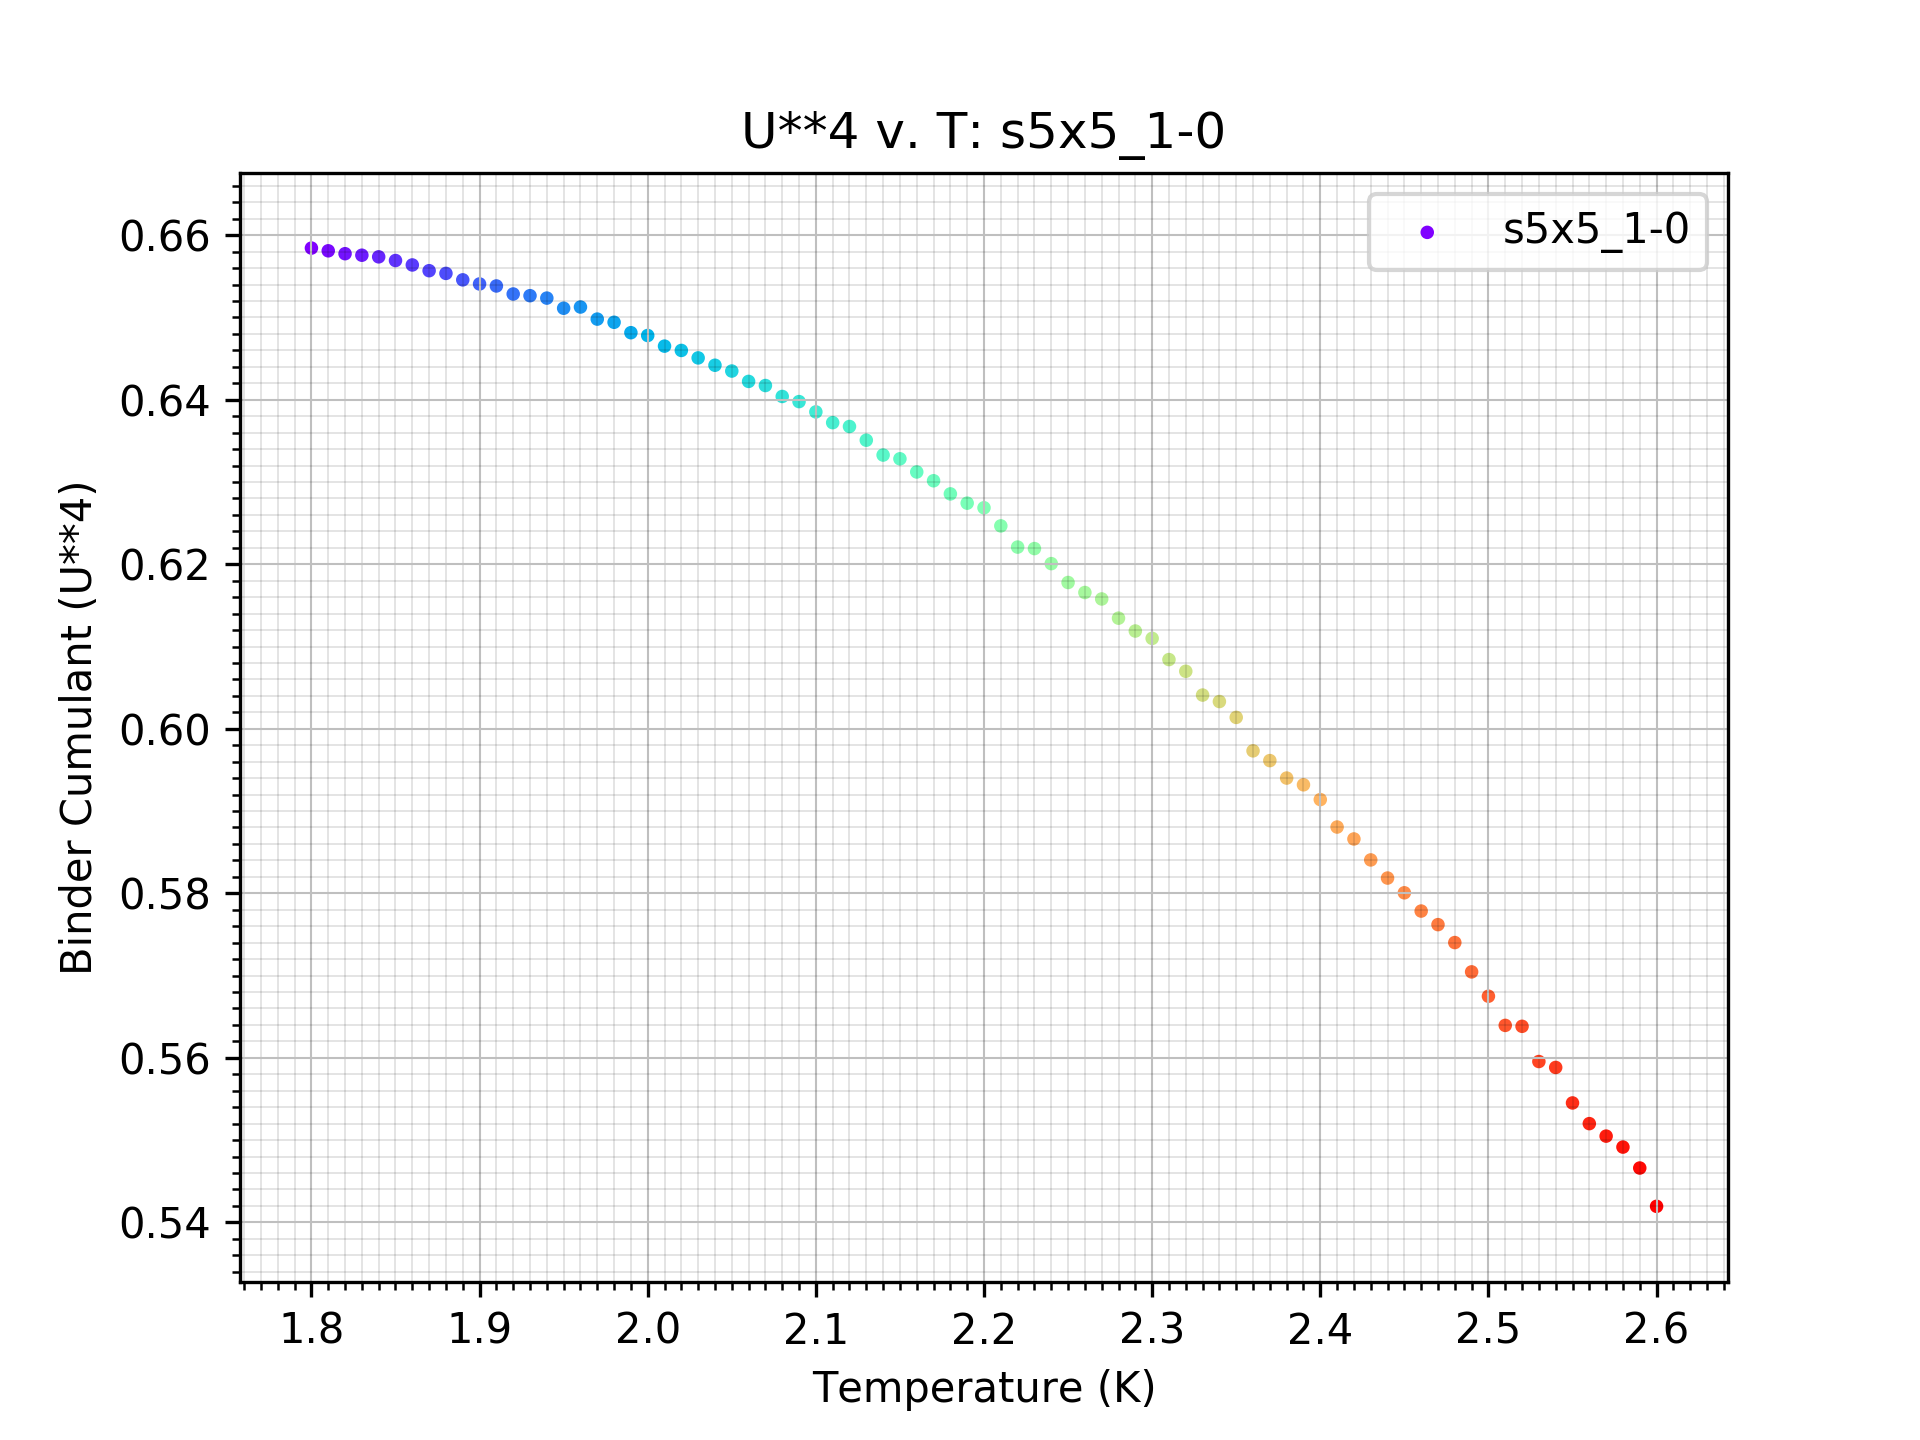 U**4 v. T: s5x5_1-0
s5x5_1-0
Binder Cumulant (U**4)
0.66
0.64
0.62
0.60
0.58
0.56
0.54
1.8 1.9 2.0 2.1 2.2 2.3 2.4 2.5 2.6
Temperature (K)